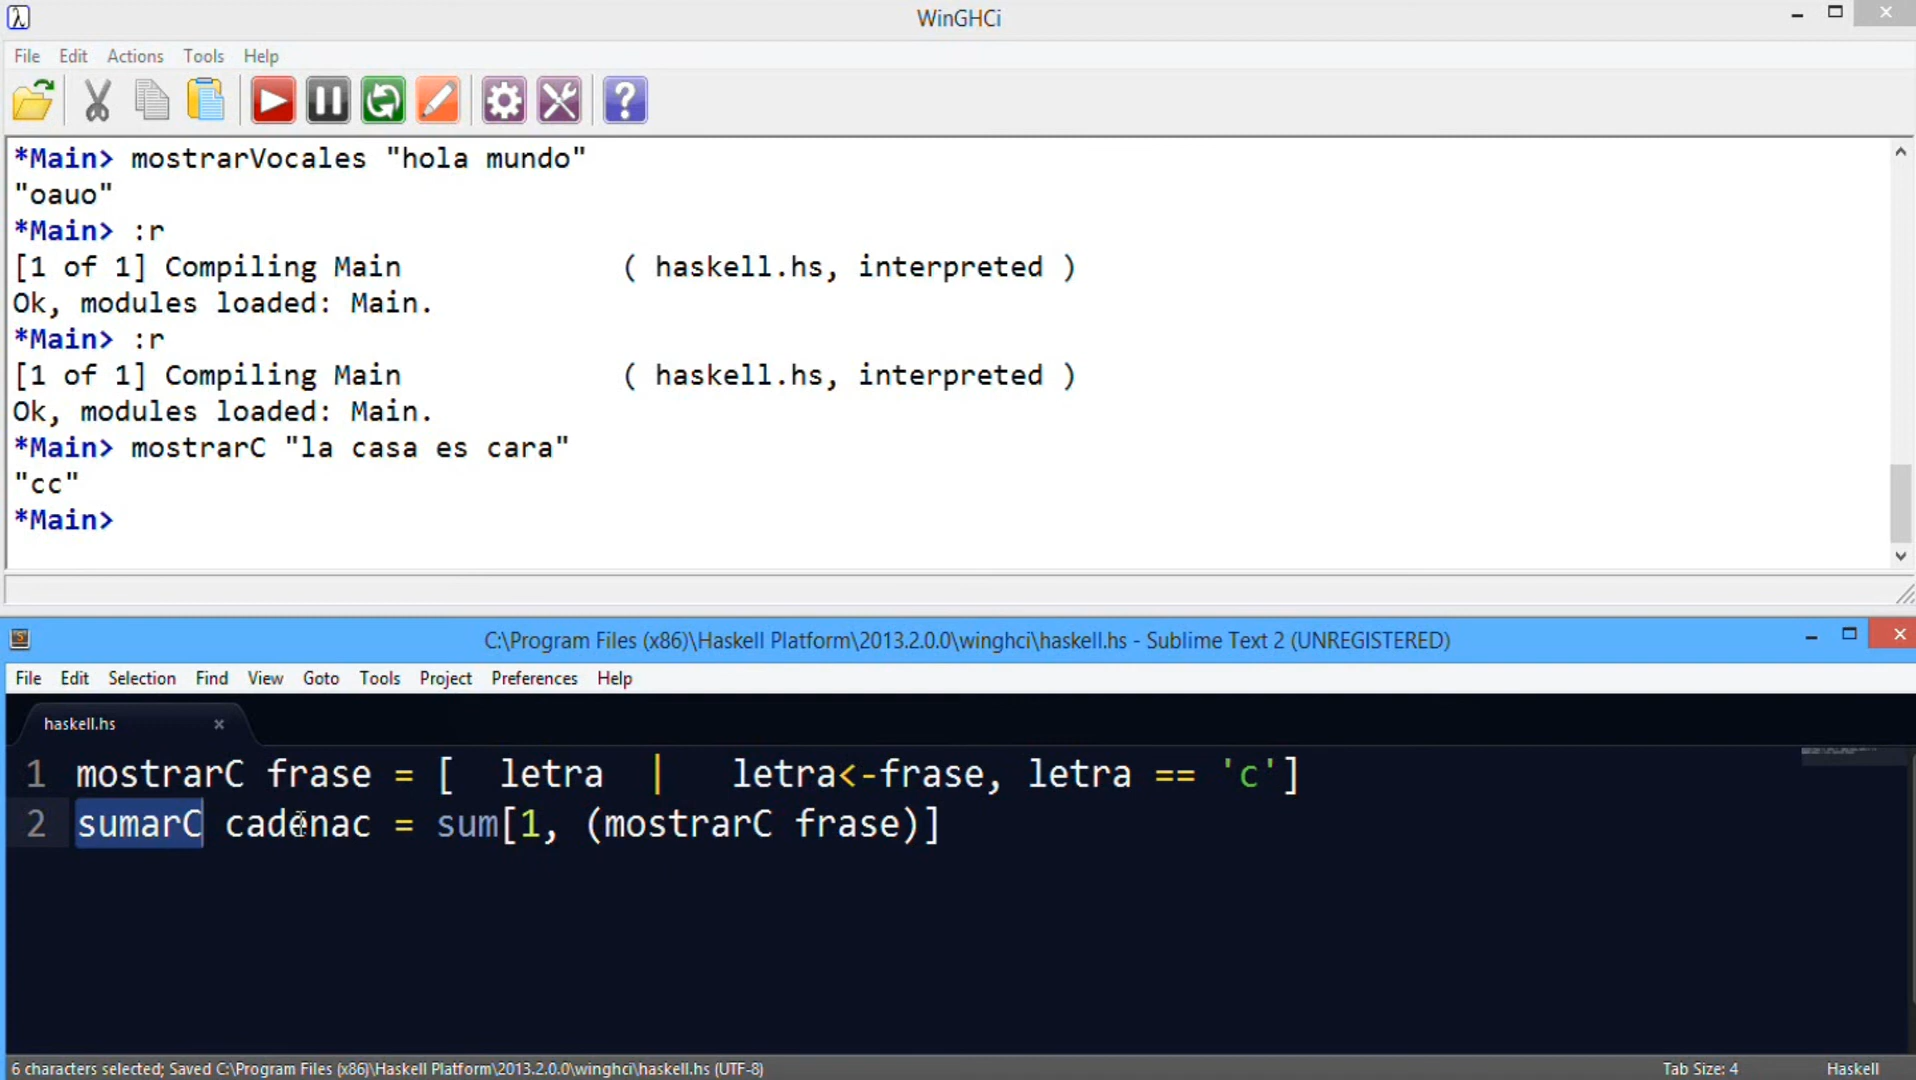 WinGHCi
File Edit Actions Tools Help
*Main> mostrarVocales "hola mundo"
"oauo"
*Main> :r
[1 of 1] Compiling Main ( haskell.hs, interpreted )
Ok, modules loaded: Main.
*Main> :r
[1 of 1] Compiling Main ( haskell.hs, interpreted )
Ok, modules loaded: Main.
*Main> mostrarC "la casa es cara"
"cc"
*Main>
C:\Program Files (x86)\Haskell Platform\2013.2.0.0\winghci\haskell.hs - Sublime Text 2 (UNREGISTERED)
File Edit Selection Find View Goto Tools Project Preferences Help
haskell.hs
1 mostrarC frase = [ letra | letra<-frase, letra == 'c']
2 sumarC cadenac = sum[1, (mostrarC frase)]
6 characters selected; Saved C:\Program Files (x86)\Haskell Platform\2013.2.0.0\winghci\haskell.hs (UTF-8) Tab Size: 4 Haskell